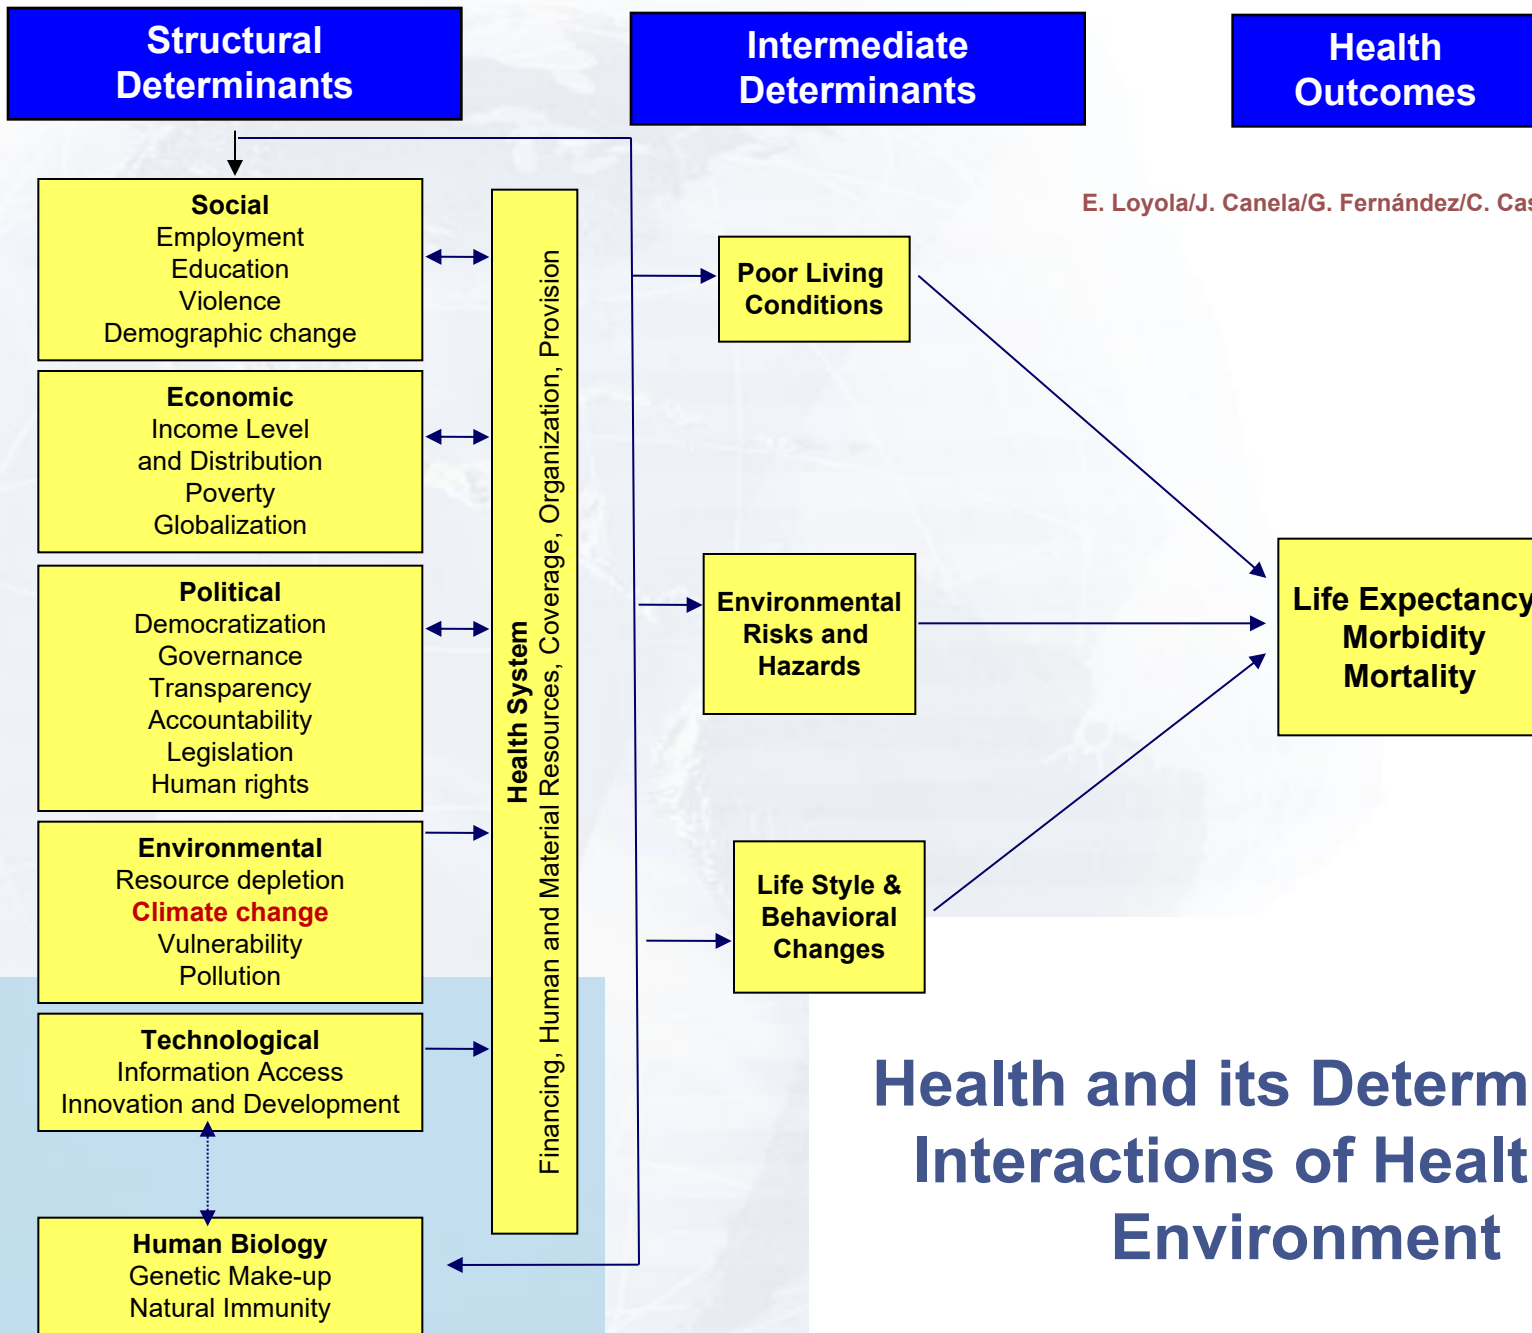 Structural
Determinants
Intermediate
Determinants
Health
Outcomes
E. Loyola/J. Canela/G. Fernández/C. Cas
Social
Employment
Education
Violence
Demographic change
Economic
Income Level
and Distribution
Poverty
Globalization
Political
Democratization
Governance
Transparency
Accountability
Legislation
Human rights
Environmental
Resource depletion
Climate change
Vulnerability
Pollution
Technological
Information Access
Innovation and Development
Human Biology
Genetic Make-up
Natural Immunity
Health System
Financing, Human and Material Resources, Coverage, Organization, Provision
Poor Living
Conditions
Environmental
Risks and
Hazards
Life Style &
Behavioral
Changes
Life Expectancy
Morbidity
Mortality
Health and its Determ
Interactions of Healt
Environment